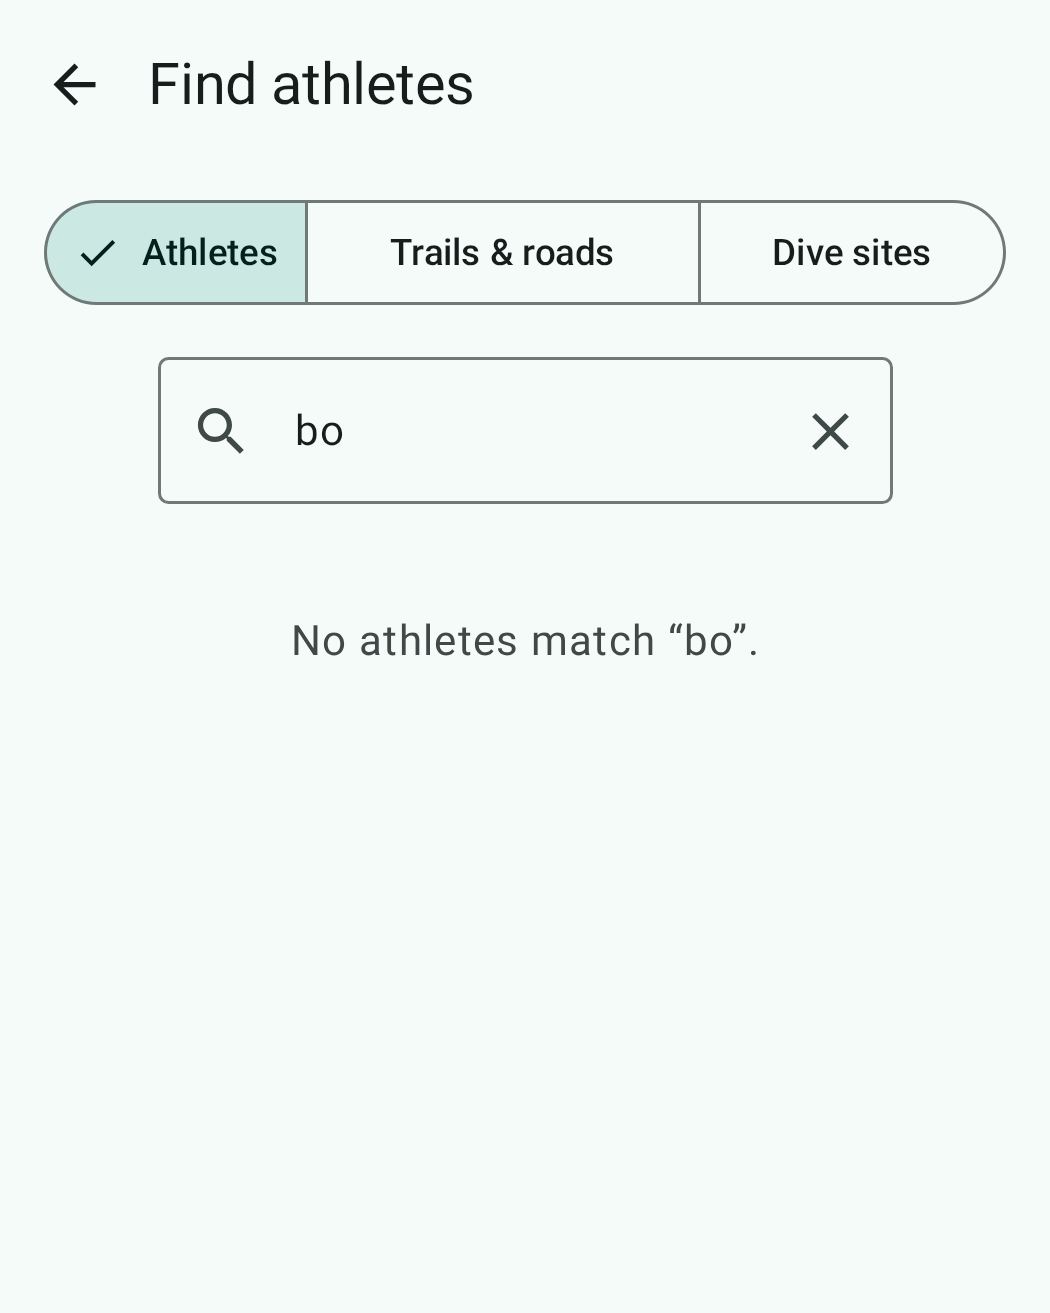 Find athletes
Athletes
Trails & roads
Dive sites
bo
No athletes match “bo”.